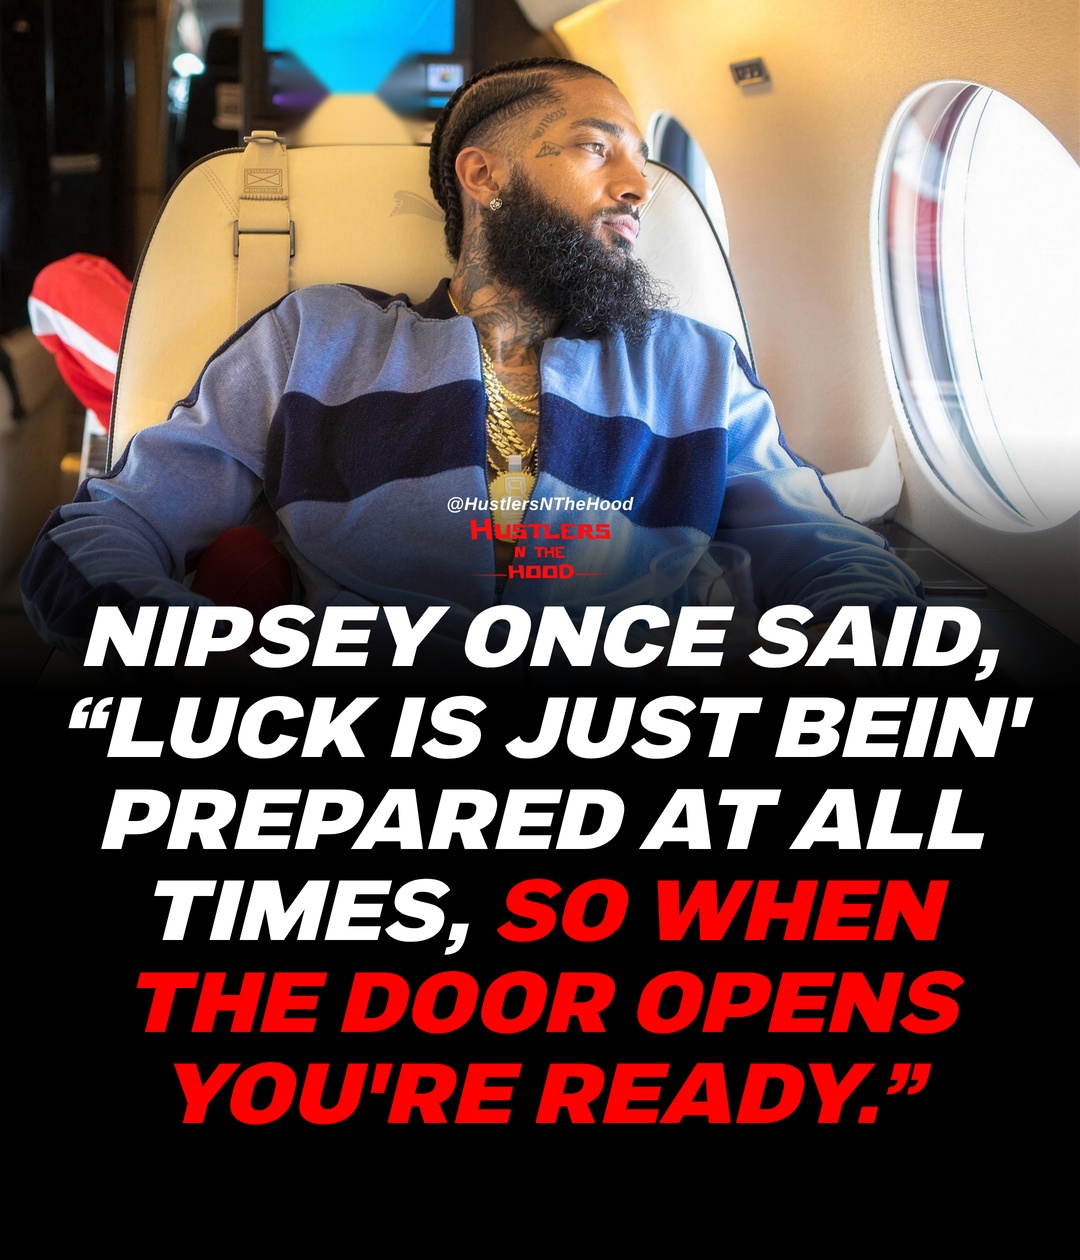 @HustlersNTheHood
HUSTLERS
N THE
HOOD
NIPSEY ONCE SAID,
“LUCK IS JUST BEIN'
PREPARED AT ALL
TIMES, SO WHEN
THE DOOR OPENS
YOU'RE READY.”